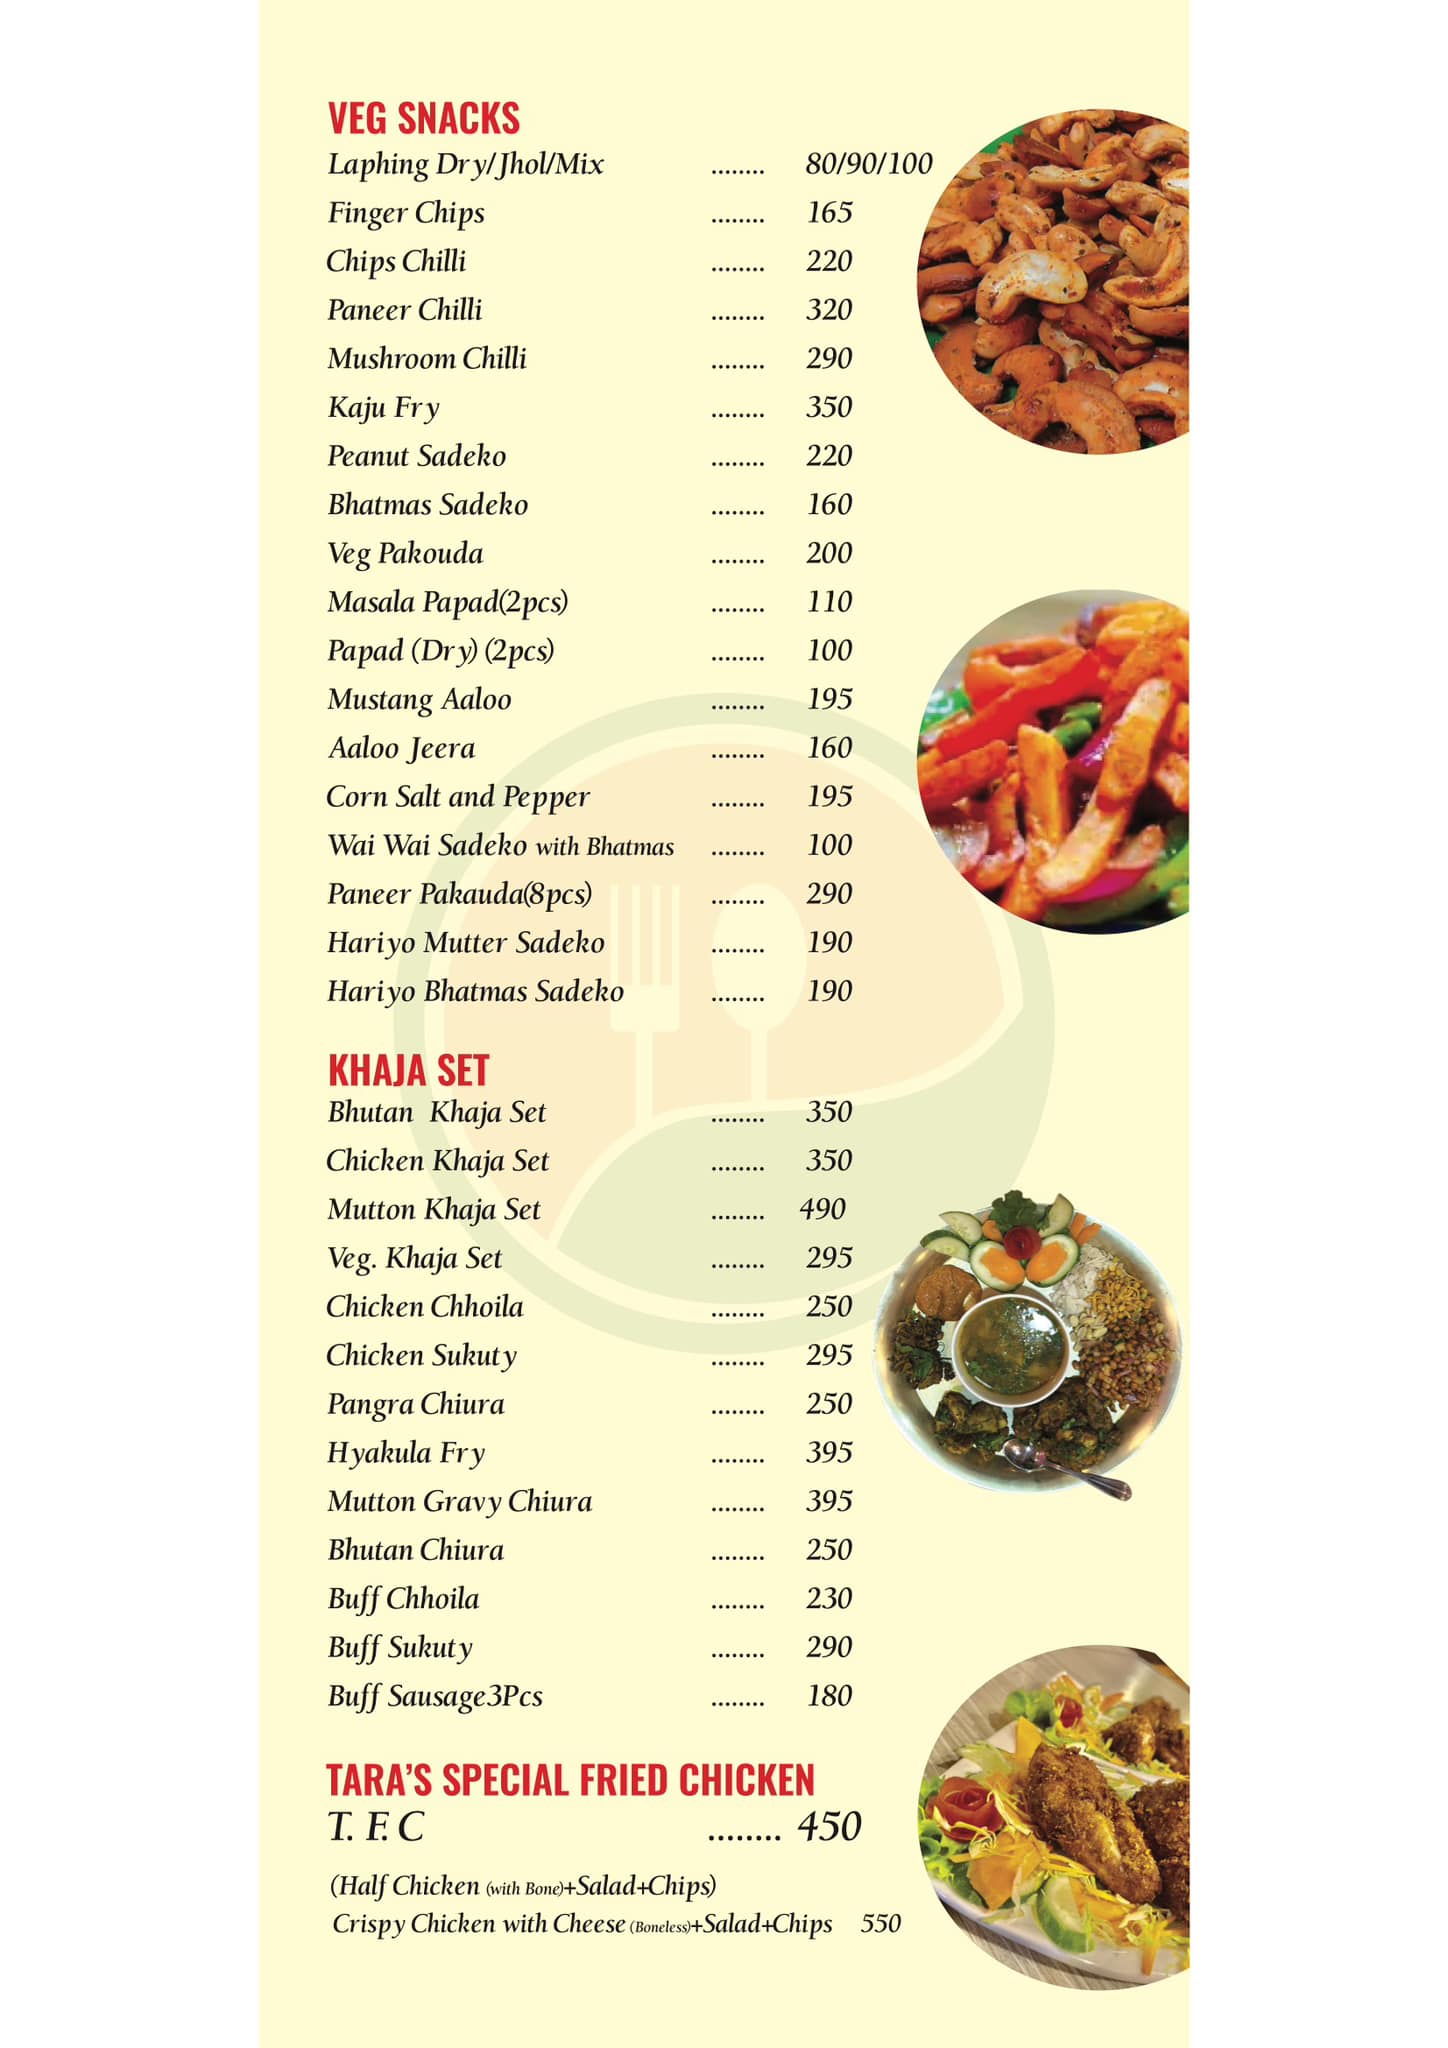 VEG SNACKS
Laphing Dry/Jhol/Mix ........ 80/90/100
Finger Chips ........ 165
Chips Chilli ........ 220
Paneer Chilli ........ 320
Mushroom Chilli ........ 290
Kaju Fry ........ 350
Peanut Sadeko ........ 220
Bhatmas Sadeko ........ 160
Veg Pakouda ........ 200
Masala Papad(2pcs) ........ 110
Papad (Dry) (2pcs) ........ 100
Mustang Aaloo ........ 195
Aaloo Jeera ........ 160
Corn Salt and Pepper ........ 195
Wai Wai Sadeko with Bhatmas ........ 100
Paneer Pakauda(8pcs) ........ 290
Hariyo Mutter Sadeko ........ 190
Hariyo Bhatmas Sadeko ........ 190
KHAJA SET
Bhutan Khaja Set ........ 350
Chicken Khaja Set ........ 350
Mutton Khaja Set ........ 490
Veg. Khaja Set ........ 295
Chicken Chhoila ........ 250
Chicken Sukuty ........ 295
Pangra Chiura ........ 250
Hyakula Fry ........ 395
Mutton Gravy Chiura ........ 395
Bhutan Chiura ........ 250
Buff Chhoila ........ 230
Buff Sukuty ........ 290
Buff Sausage3Pcs ........ 180
TARA'S SPECIAL FRIED CHICKEN
T. F. C ........ 450
(Half Chicken (with Bone)+Salad+Chips)
Crispy Chicken with Cheese (Boneless)+Salad+Chips 550